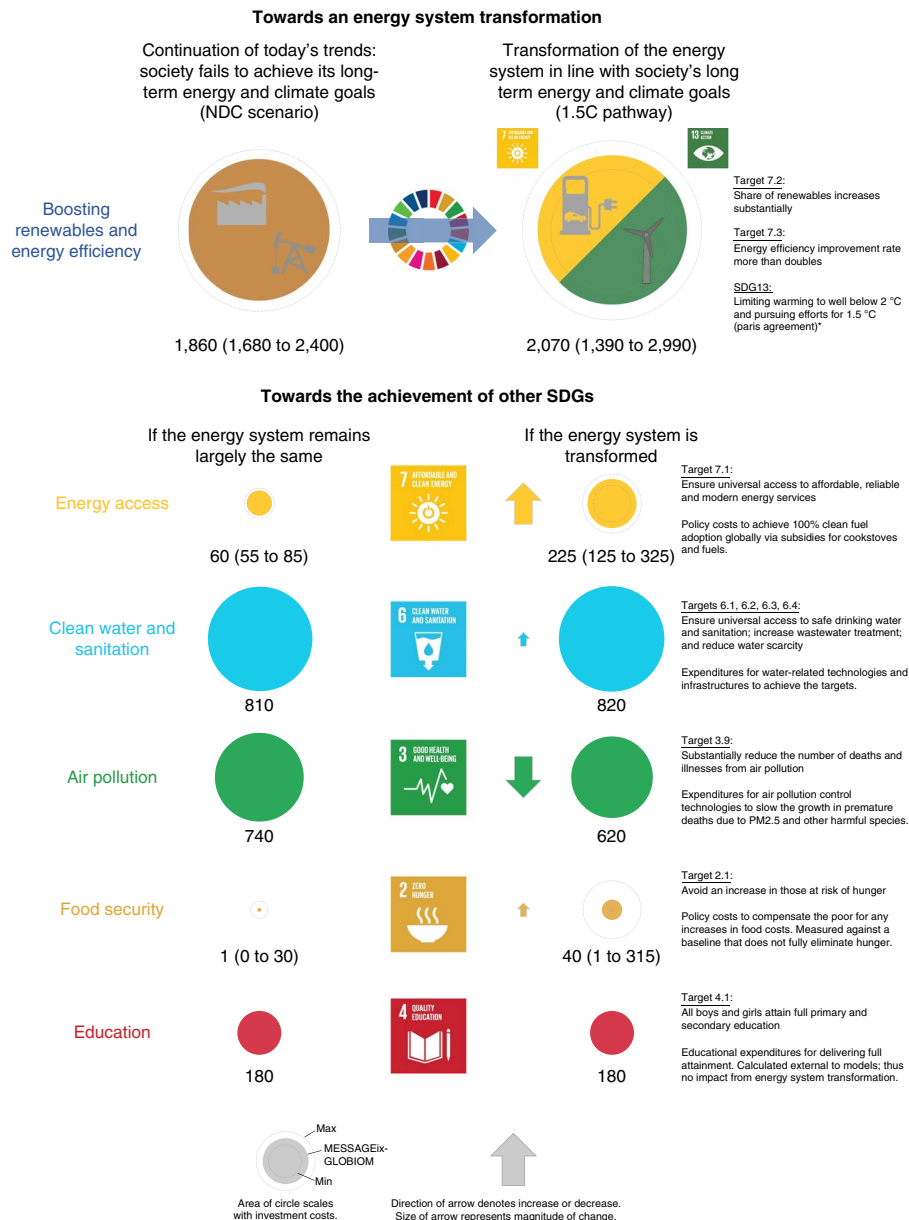 Towards an energy system transformation
Continuation of today's trends:
society fails to achieve its long-
term energy and climate goals
(NDC scenario)
Transformation of the energy
system in line with society's long
term energy and climate goals
(1.5C pathway)
7 AFFORDABLE AND
CLEAN ENERGY
13 CLIMATE
ACTION
Boosting
renewables and
energy efficiency
Target 7.2:
Share of renewables increases
substantially
Target 7.3:
Energy efficiency improvement rate
more than doubles
SDG13:
Limiting warming to well below 2 °C
and pursuing efforts for 1.5 °C
(paris agreement)*
1,860 (1,680 to 2,400)
2,070 (1,390 to 2,990)
Towards the achievement of other SDGs
If the energy system remains
largely the same
If the energy system is
transformed
Energy access
60 (55 to 85)
7 AFFORDABLE AND
CLEAN ENERGY
225 (125 to 325)
Target 7.1:
Ensure universal access to affordable, reliable
and modern energy services
Policy costs to achieve 100% clean fuel
adoption globally via subsidies for cookstoves
and fuels.
Clean water and
sanitation
810
6 CLEAN WATER
AND SANITATION
820
Targets 6.1, 6.2, 6.3, 6.4:
Ensure universal access to safe drinking water
and sanitation; increase wastewater treatment;
and reduce water scarcity
Expenditures for water-related technologies and
infrastructures to achieve the targets.
Air pollution
740
3 GOOD HEALTH
AND WELL-BEING
620
Target 3.9:
Substantially reduce the number of deaths and
illnesses from air pollution
Expenditures for air pollution control
technologies to slow the growth in premature
deaths due to PM2.5 and other harmful species.
Food security
1 (0 to 30)
2 ZERO
HUNGER
40 (1 to 315)
Target 2.1:
Avoid an increase in those at risk of hunger
Policy costs to compensate the poor for any
increases in food costs. Measured against a
baseline that does not fully eliminate hunger.
Education
180
4 QUALITY
EDUCATION
180
Target 4.1:
All boys and girls attain full primary and
secondary education
Educational expenditures for delivering full
attainment. Calculated external to models; thus
no impact from energy system transformation.
Max
MESSAGEix-
GLOBIOM
Min
Area of circle scales
with investment costs.
Direction of arrow denotes increase or decrease.
Size of arrow represents magnitude of change.